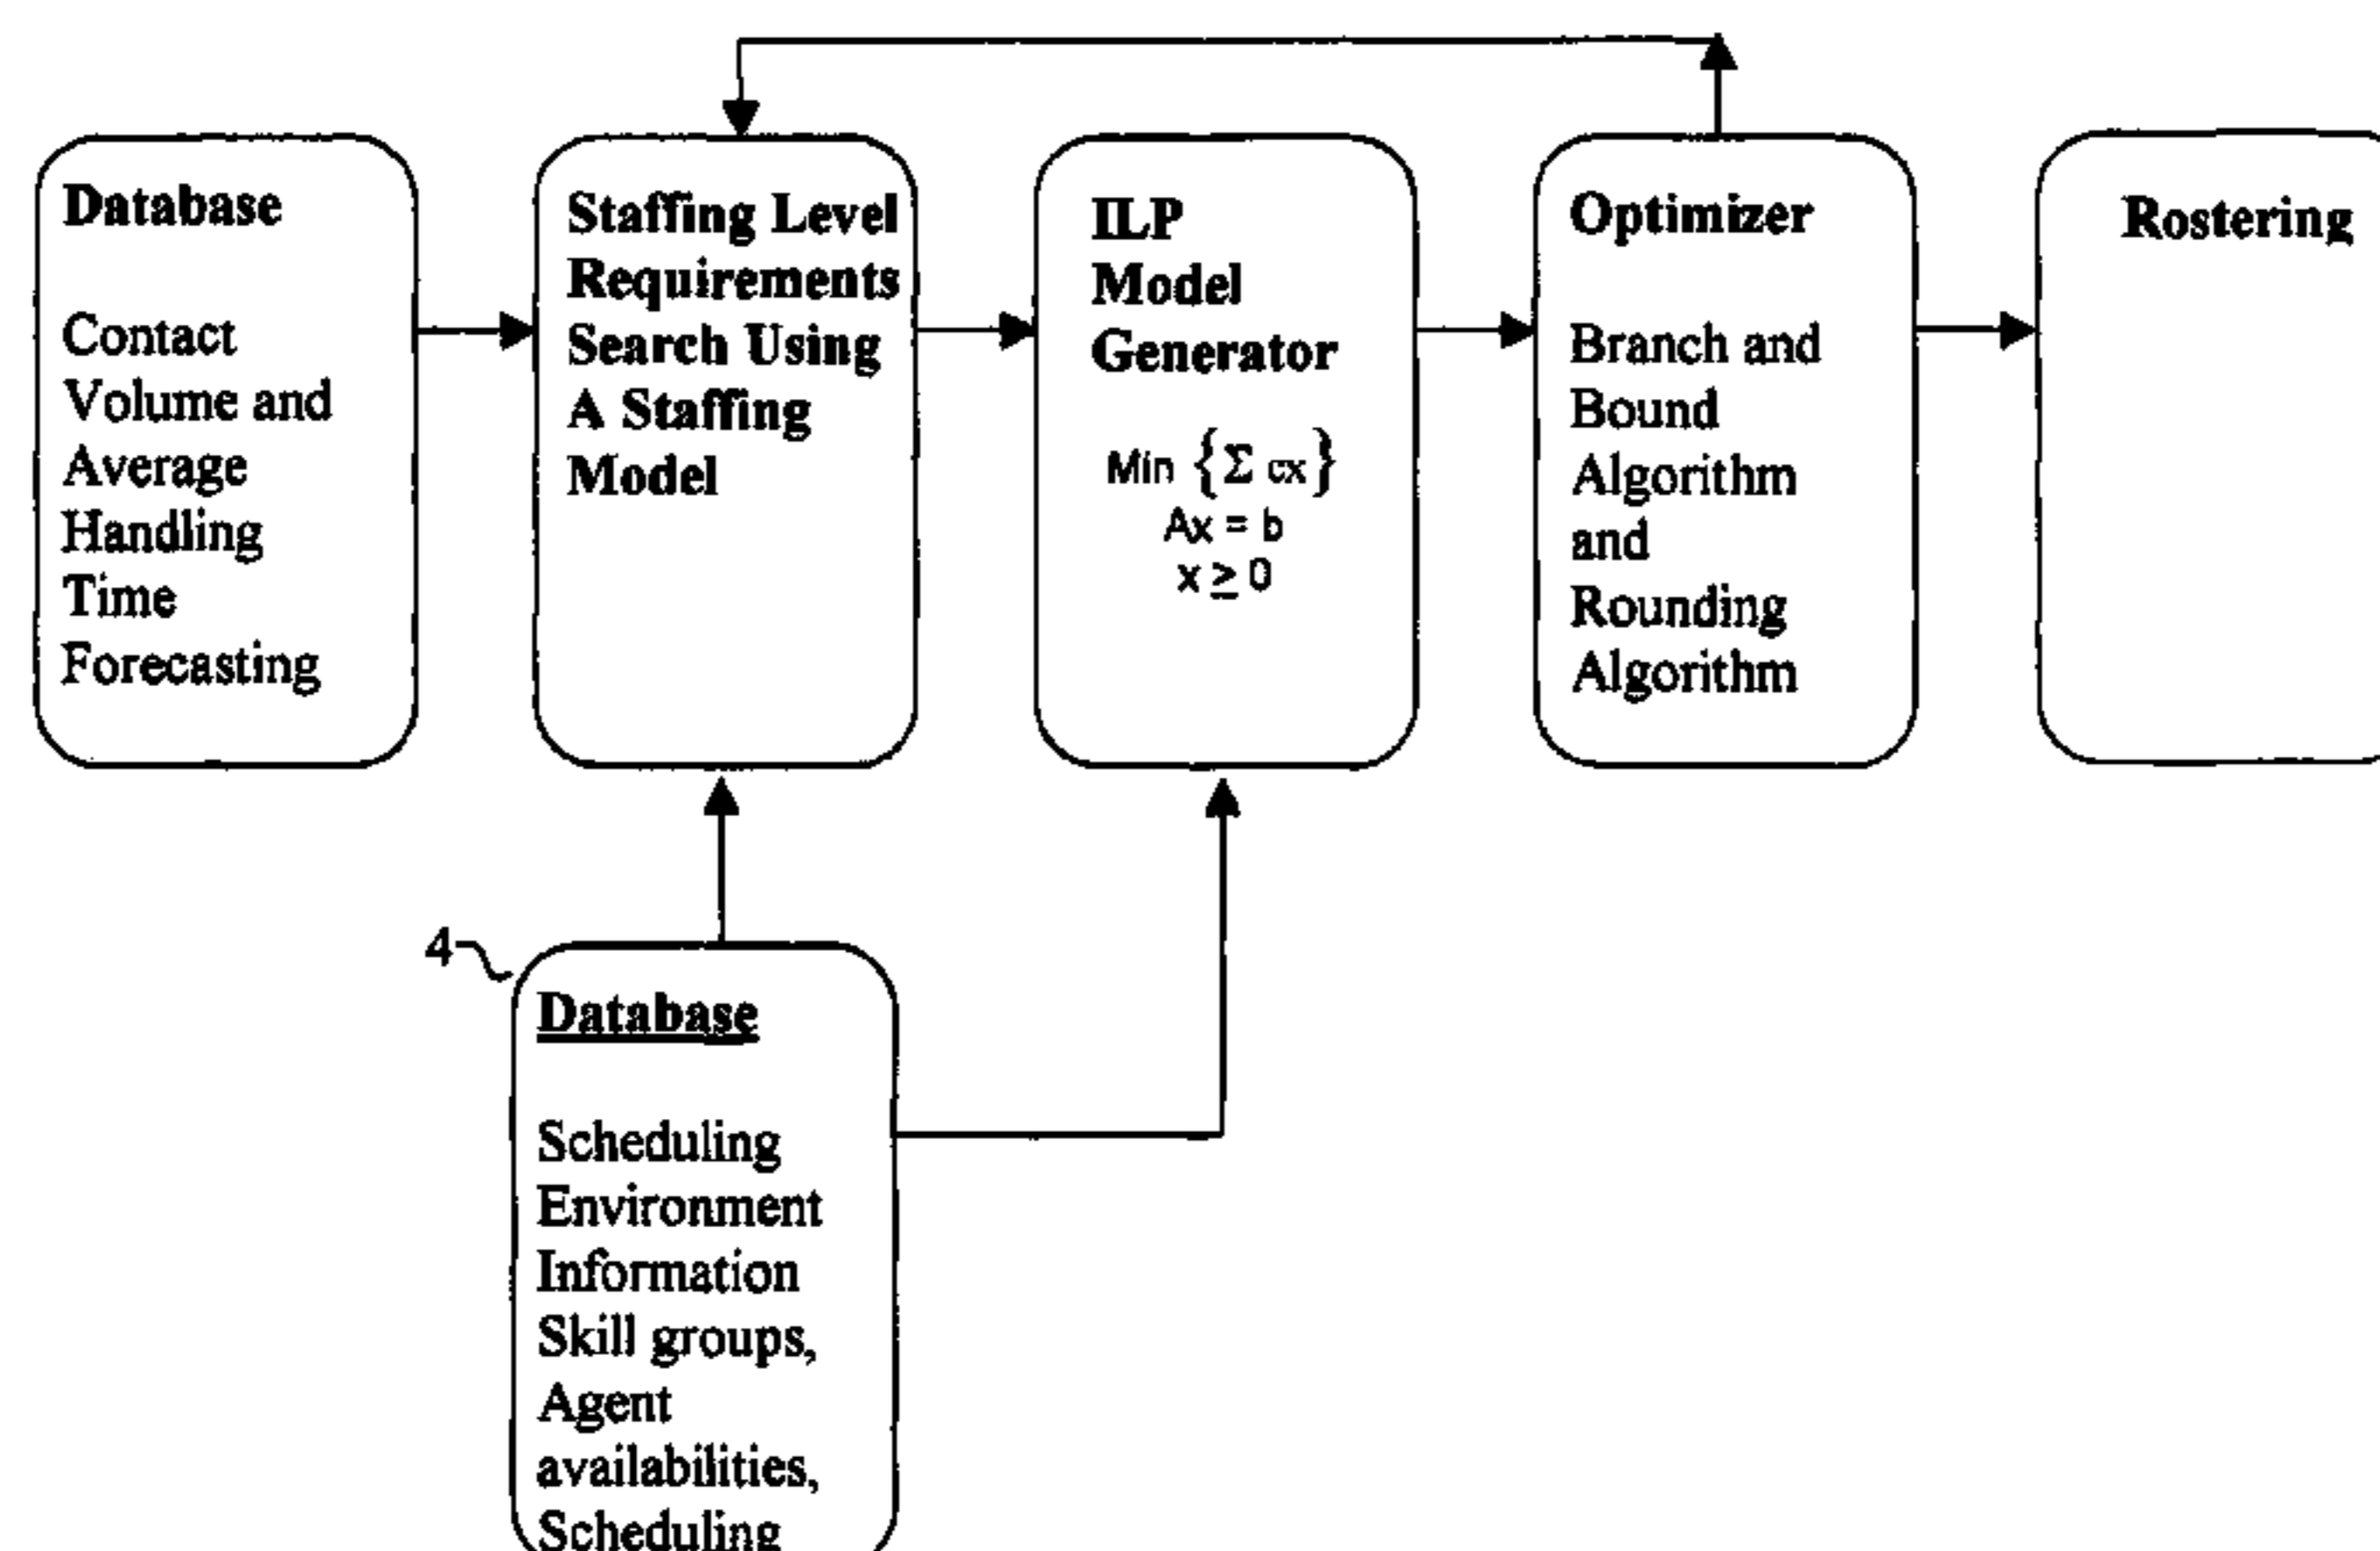 Database
Contact
Volume and
Average
Handling
Time
Forecasting
Staffing Level
Requirements
Search Using
A Staffing
Model
ILP
Model
Generator
Min {Σ cx}
Ax = b
x ≥ 0
Optimizer
Branch and
Bound
Algorithm
and
Rounding
Algorithm
Rostering
4
Database
Scheduling
Environment
Information
Skill groups,
Agent
availabilities,
Scheduling